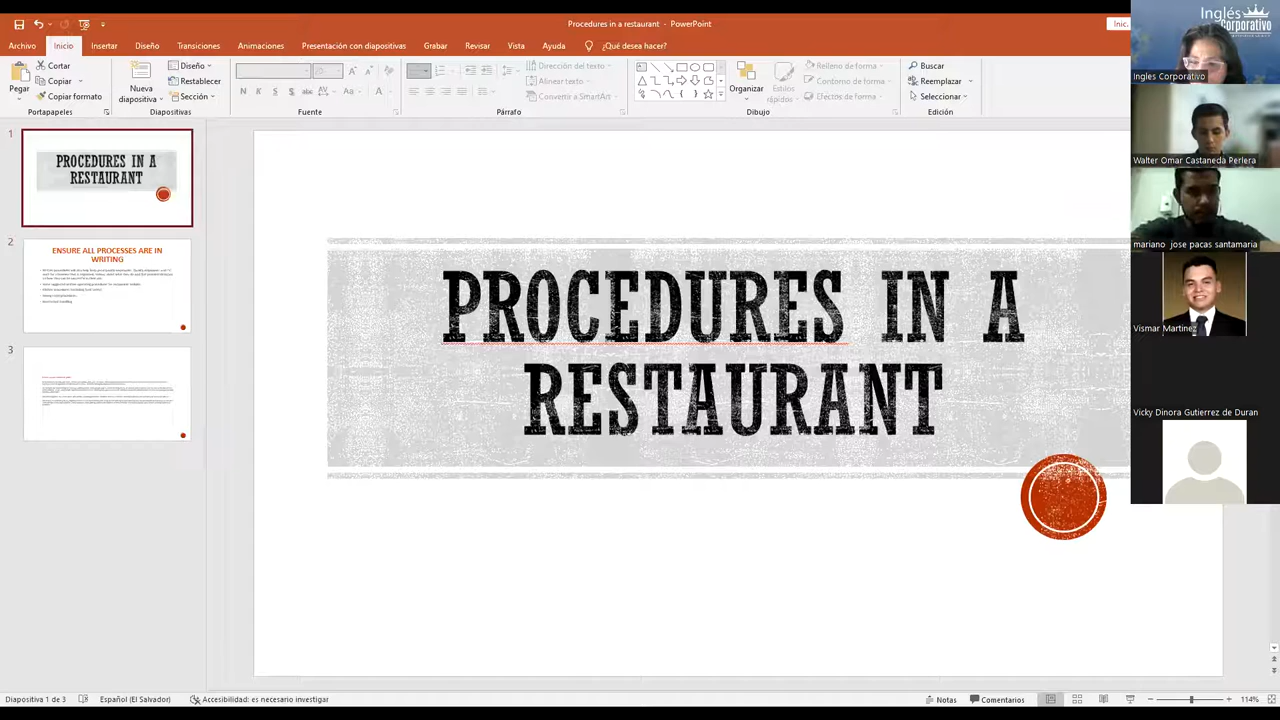 Procedures in a restaurant - PowerPoint
Inic.
Archivo
Inicio
Insertar
Diseño
Transiciones
Animaciones
Presentación con diapositivas
Grabar
Revisar
Vista
Ayuda
¿Qué desea hacer?
Pegar
Cortar
Copiar
Copiar formato
Portapapeles
Nueva
diapositiva
Diseño
Restablecer
Sección
Diapositivas
N K S S
Aa
A
Fuente
Dirección del texto
Alinear texto
Convertir a SmartArt
Párrafo
Organizar
Estilos
rápidos
Relleno de forma
Contorno de forma
Efectos de forma
Dibujo
Buscar
Reemplazar
Seleccionar
Edición
1
PROCEDURES IN A
RESTAURANT
2
ENSURE ALL PROCESSES ARE IN
WRITING
3
PROCEDURES IN A
RESTAURANT
Inglés
Corporativo
Ingles Corporativo
Walter Omar Castaneda Perlera
mariano jose pacas santamaria
Vismar Martinez
Vicky Dinora Gutierrez de Duran
Diapositiva 1 de 3
Español (El Salvador)
Accesibilidad: es necesario investigar
Notas
Comentarios
114%